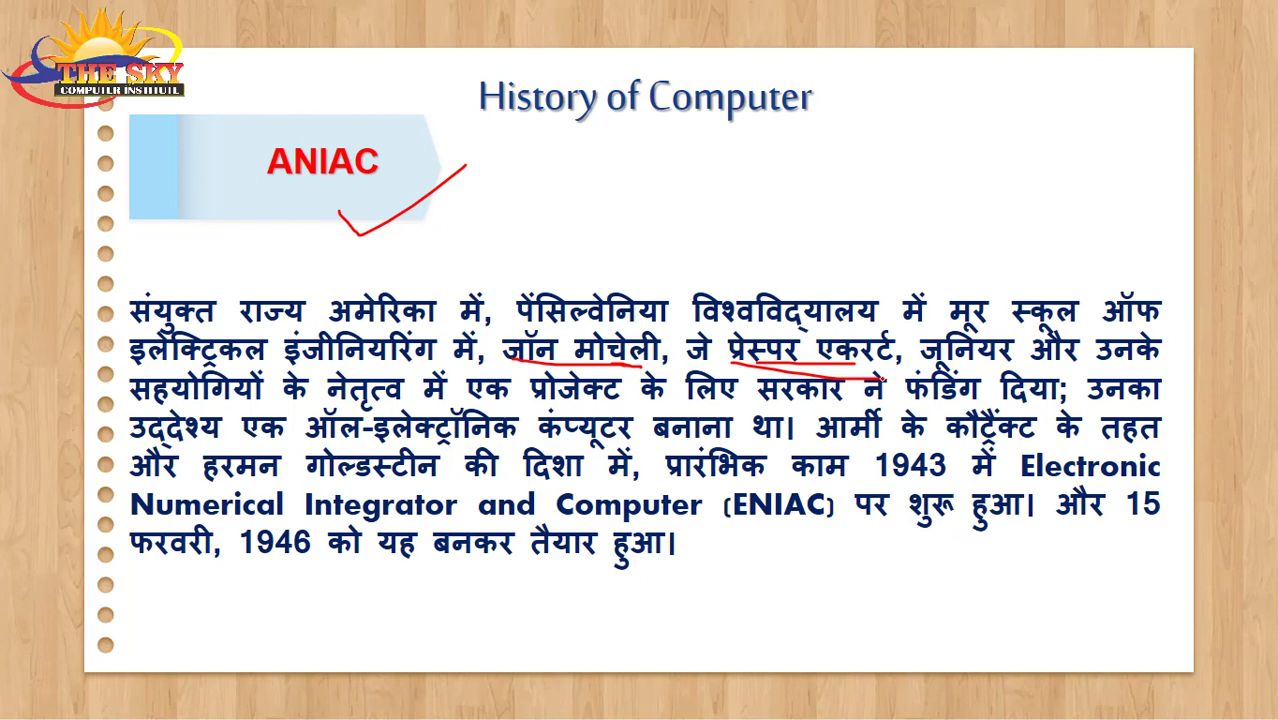 THE SKY
COMPUTER INSTITUTE
History of Computer
ANIAC
संयुक्त राज्य अमेरिका में, पेंसिल्वेनिया विश्वविद्यालय में मूर स्कूल ऑफ
इलेक्ट्रिकल इंजीनियरिंग में, जॉन मोचेली, जे प्रेस्पर एकरर्ट, जूनियर और उनके
सहयोगियों के नेतृत्व में एक प्रोजेक्ट के लिए सरकार ने फंडिंग दिया; उनका
उद्देश्य एक ऑल-इलेक्ट्रॉनिक कंप्यूटर बनाना था। आर्मी के कौट्रैंक्ट के तहत
और हरमन गोल्डस्टीन की दिशा में, प्रारंभिक काम 1943 में Electronic
Numerical Integrator and Computer (ENIAC) पर शुरू हुआ। और 15
फरवरी, 1946 को यह बनकर तैयार हुआ।